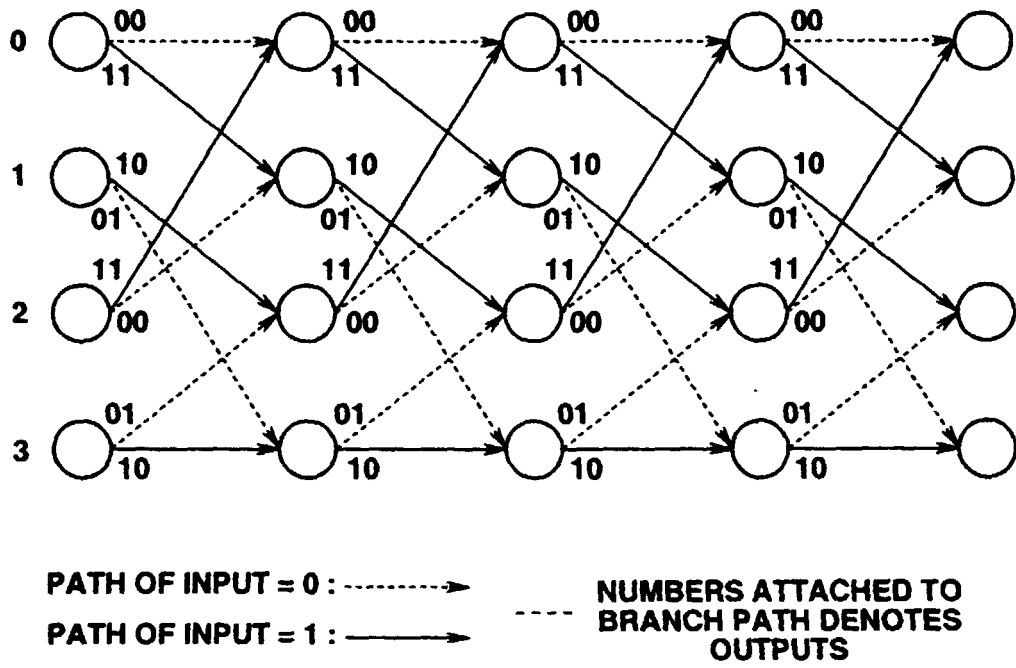 00 00 00 00
0
11 11 11 11
10 10 10 10
1
01 01 01 01
11 11 11 11
2
00 00 00 00
01 01 01 01
3
10 10 10 10
PATH OF INPUT = 0 :
PATH OF INPUT = 1 :
NUMBERS ATTACHED TO
BRANCH PATH DENOTES
OUTPUTS